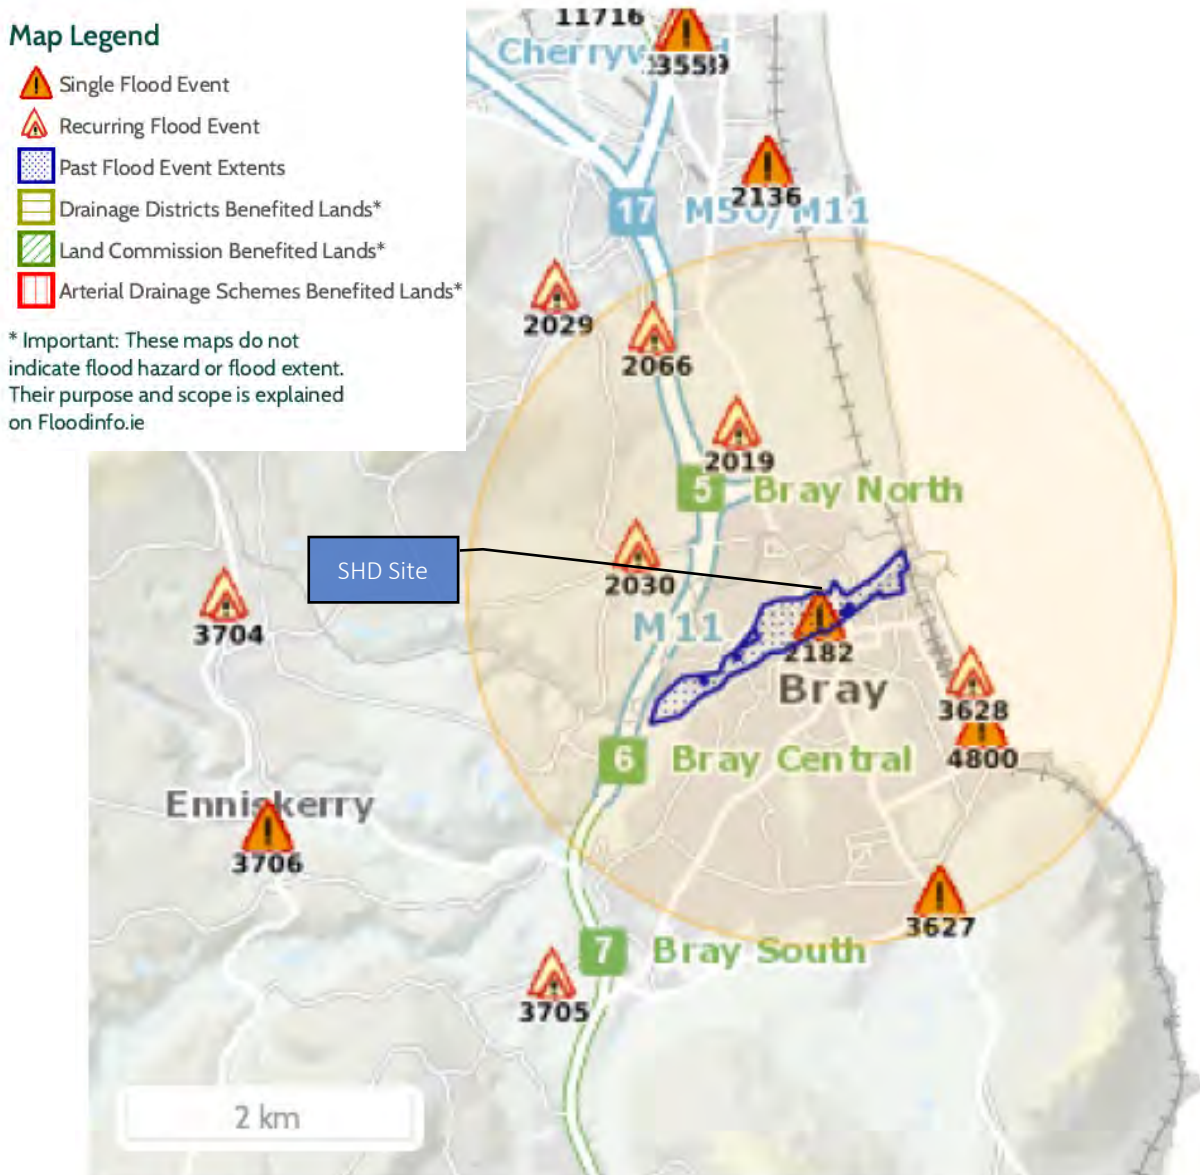 Map Legend
Single Flood Event
Recurring Flood Event
Past Flood Event Extents
Drainage Districts Benefited Lands*
Land Commission Benefited Lands*
Arterial Drainage Schemes Benefited Lands*
* Important: These maps do not
indicate flood hazard or flood extent.
Their purpose and scope is explained
on Floodinfo.ie
11716
2136
17
M50/M11
2029
2066
2019
5
Bray North
SHD Site
2030
3704
M11
2182
Bray
3628
4800
6
Bray Central
Enniskerry
3706
3627
7
Bray South
3705
2 km